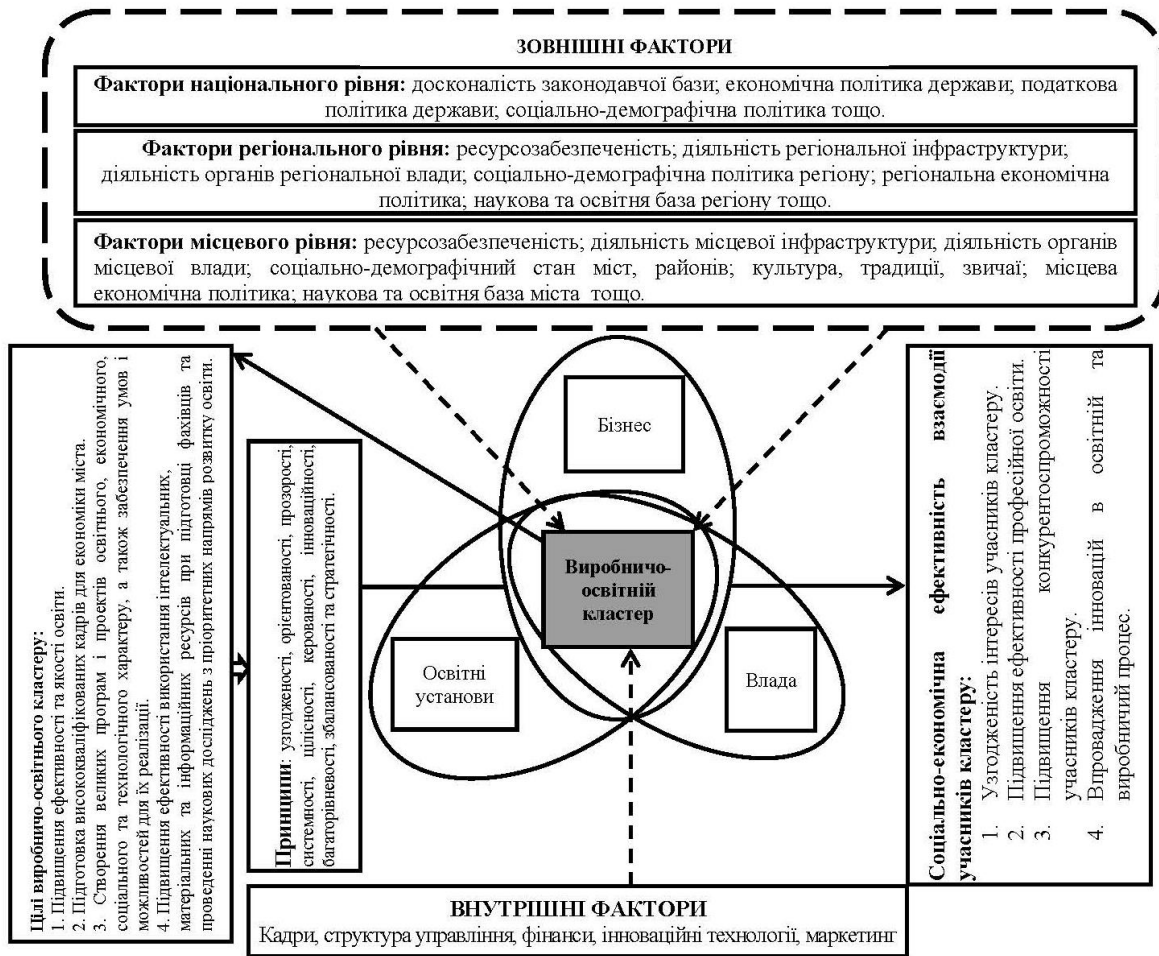 ЗОВНІШНІ ФАКТОРИ
Фактори національного рівня: досконалість законодавчої бази; економічна політика держави; податкова
політика держави; соціально-демографічна політика тощо.
Фактори регіонального рівня: ресурсозабезпеченість; діяльність регіональної інфраструктури;
діяльність органів регіональної влади; соціально-демографічна політика регіону; регіональна економічна
політика; наукова та освітня база регіону тощо.
Фактори місцевого рівня: ресурсозабезпеченість; діяльність місцевої інфраструктури; діяльність органів
місцевої влади; соціально-демографічний стан міст, районів; культура, традиції, звичаї; місцева
економічна політика; наукова та освітня база міста тощо.
Цілі виробничо-освітнього кластеру:
1. Підвищення ефективності та якості освіти.
2. Підготовка висококваліфікованих кадрів для економіки міста.
3. Створення великих програм і проектів освітнього, економічного,
соціального та технологічного характеру, а також забезпечення умов і
можливостей для їх реалізації.
4. Підвищення ефективності використання інтелектуальних,
матеріальних та інформаційних ресурсів при підготовці фахівців та
проведенні наукових досліджень з пріоритетних напрямів розвитку освіти.
Принципи: узгодженості, орієнтованості, прозорості,
системності, цілісності, керованості, інноваційності,
багаторівневості, збалансованості та стратегічності.
Бізнес
Виробничо-
освітній
кластер
Освітні
установи
Влада
Соціально-економічна ефективність взаємодії
учасників кластеру:
1. Узгодженість інтересів учасників кластеру.
2. Підвищення ефективності професійної освіти.
3. Підвищення конкурентоспроможності
учасників кластеру.
4. Впровадження інновацій в освітній та
виробничий процес.
ВНУТРІШНІ ФАКТОРИ
Кадри, структура управління, фінанси, інноваційні технології, маркетинг